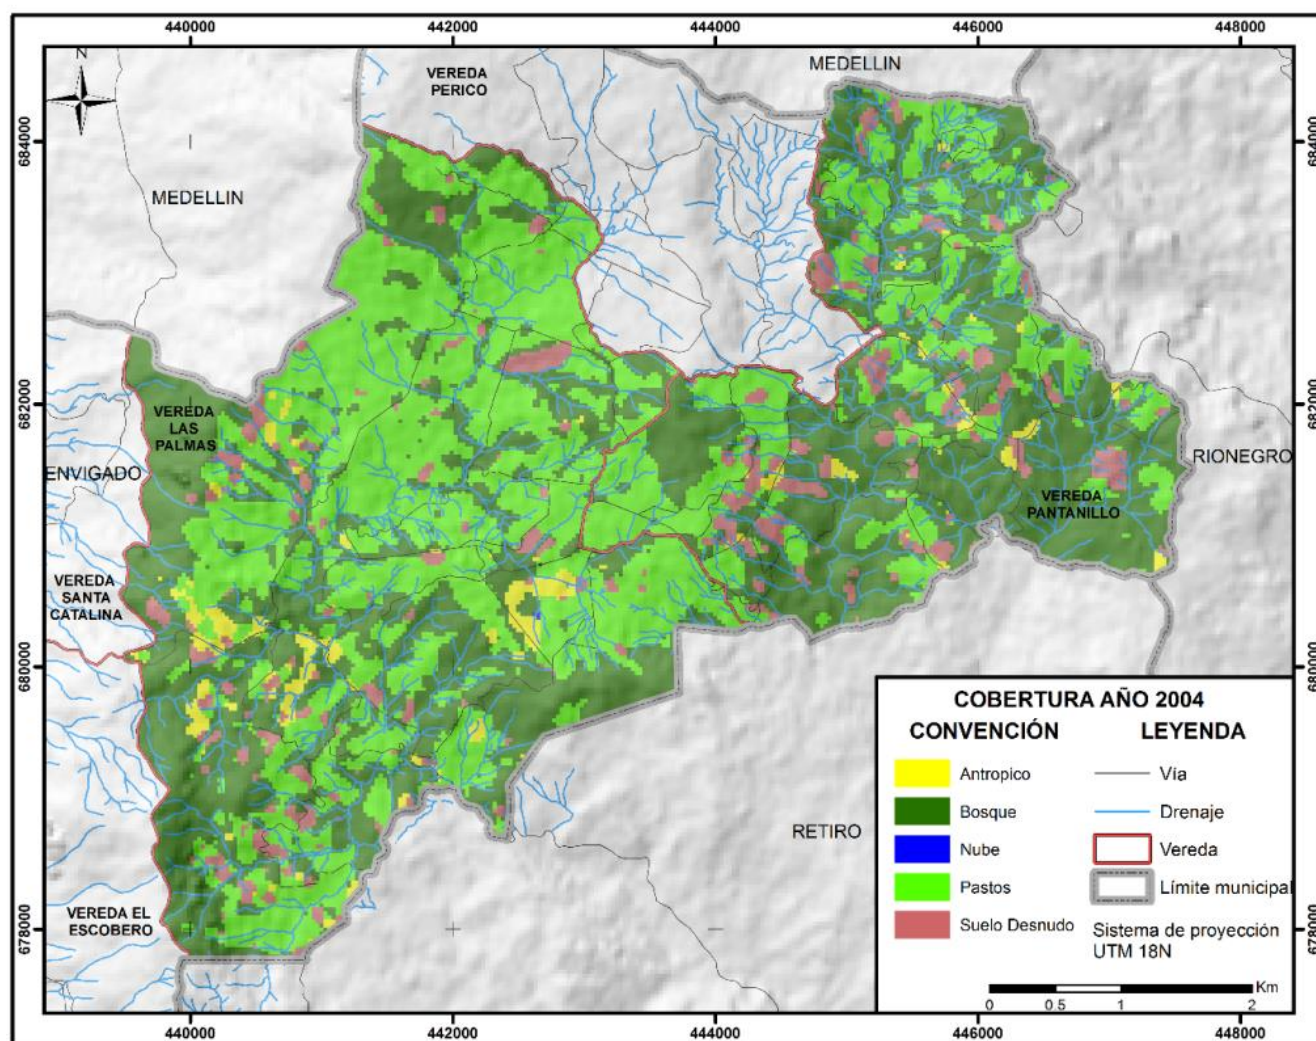 440000 442000 444000 446000 448000
N
MEDELLIN
VEREDA
PERICO
684000
684000
MEDELLIN
682000
682000
VEREDA
LAS
PALMAS
ENVIGADO
RIONEGRO
VEREDA
PANTANILLO
VEREDA
SANTA
CATALINA
680000
680000
RETIRO
VEREDA EL
ESCOBERO
678000
678000
COBERTURA AÑO 2004
CONVENCIÓN
Antropico
Bosque
Nube
Pastos
Suelo Desnudo
LEYENDA
Vía
Drenaje
Vereda
Límite municipal
Sistema de proyección
UTM 18N
0 0.5 1 2 Km
440000 442000 444000 446000 448000